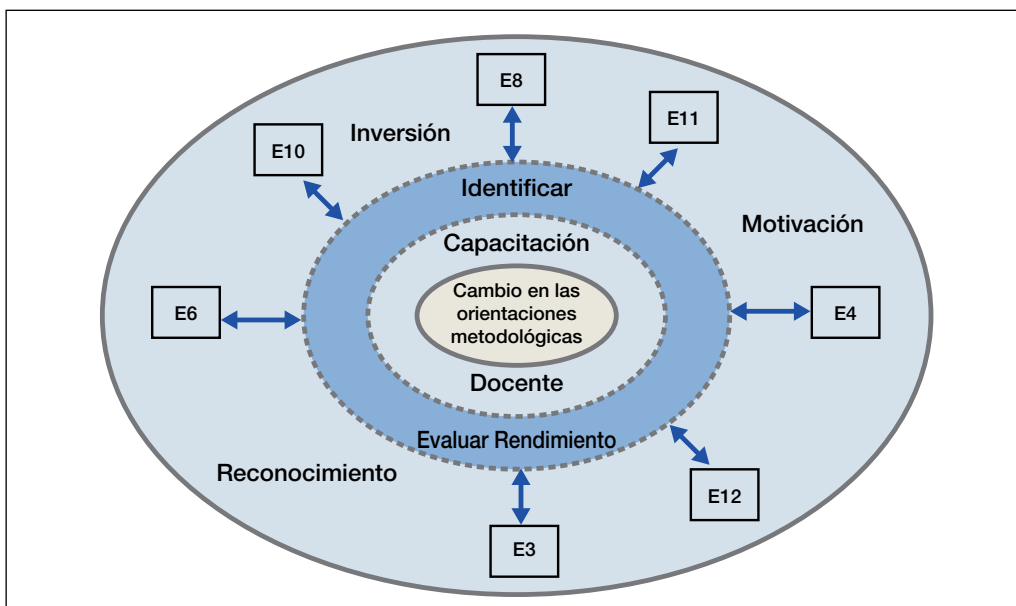 E8
E11
Inversión
E10
Identificar
Motivación
Capacitación
Cambio en las
orientaciones
metodológicas
E6
E4
Docente
Evaluar Rendimiento
Reconocimiento
E12
E3